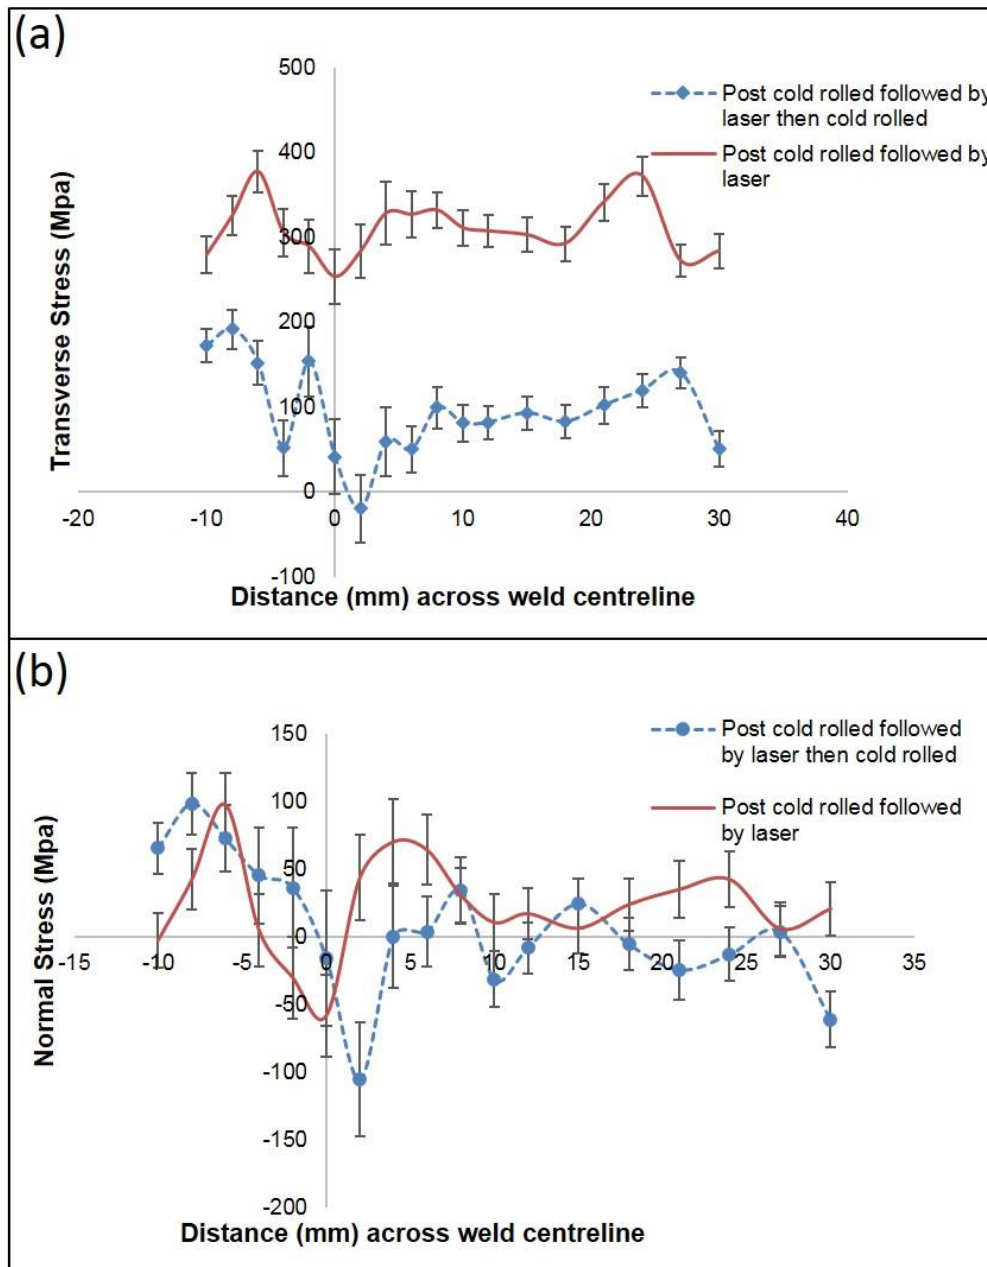 (a)
500
400
300
200
100
0
-100
-20
-10
0
10
20
30
40
Transverse Stress (Mpa)
Distance (mm) across weld centreline
Post cold rolled followed by
laser then cold rolled
Post cold rolled followed by
laser
(b)
150
100
50
0
-50
-100
-150
-200
-15
-10
-5
0
5
10
15
20
25
30
35
Normal Stress (Mpa)
Distance (mm) across weld centreline
Post cold rolled followed
by laser then cold rolled
Post cold rolled followed
by laser